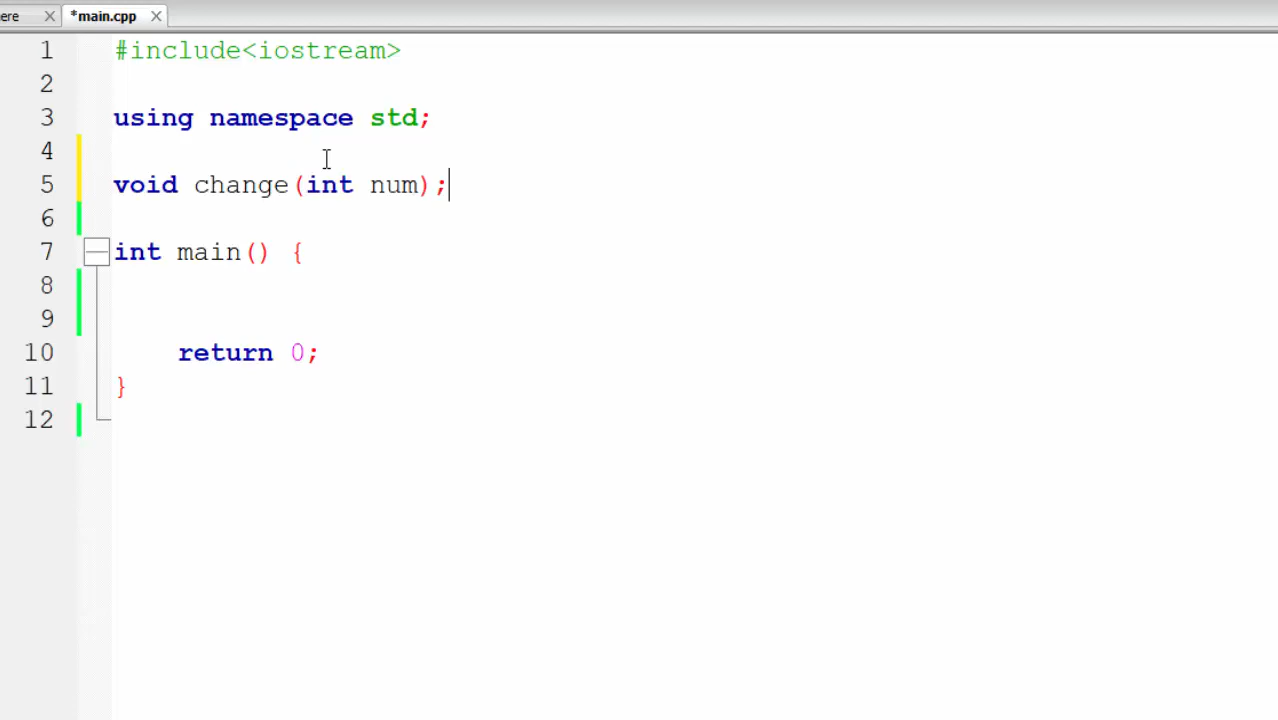 ere *main.cpp
1 #include<iostream>
2
3 using namespace std;
4
5 void change(int num);
6
7 int main() {
8
9
10 return 0;
11 }
12